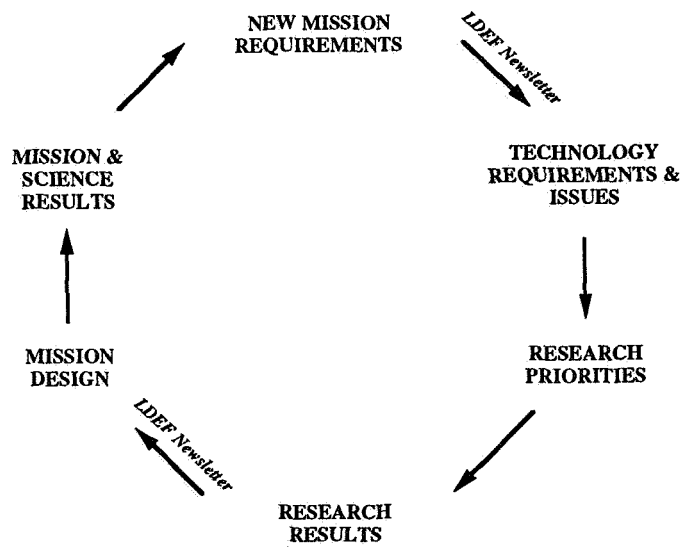 NEW MISSION
REQUIREMENTS
LDEF Newsletter
TECHNOLOGY
REQUIREMENTS &
ISSUES
RESEARCH
PRIORITIES
RESEARCH
RESULTS
LDEF Newsletter
MISSION
DESIGN
MISSION &
SCIENCE
RESULTS